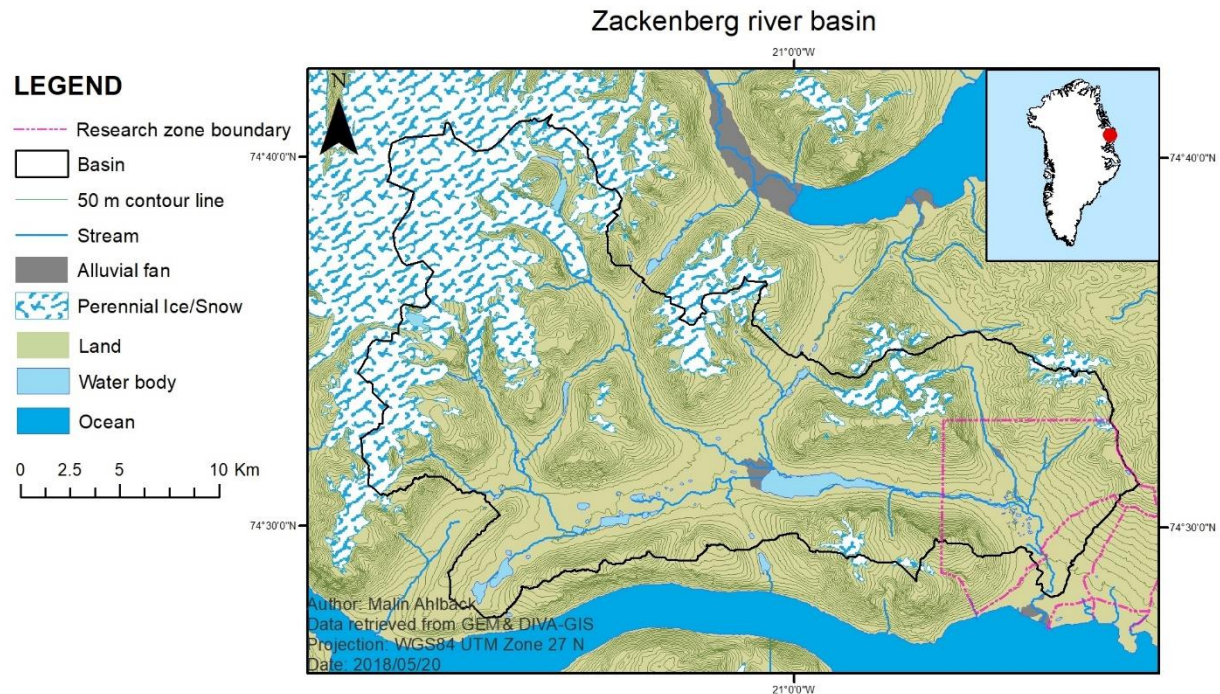 Zackenberg river basin
21°0'0"W
LEGEND
Research zone boundary
Basin
50 m contour line
Stream
Alluvial fan
Perennial Ice/Snow
Land
Water body
Ocean
0 2.5 5 10 Km
N
74°40'0"N
74°40'0"N
74°30'0"N
74°30'0"N
Author: Malin Ahlback
Data retrieved from GEM & DIVA-GIS
Projection: WGS84 UTM Zone 27 N
Date: 2018/05/20
21°0'0"W